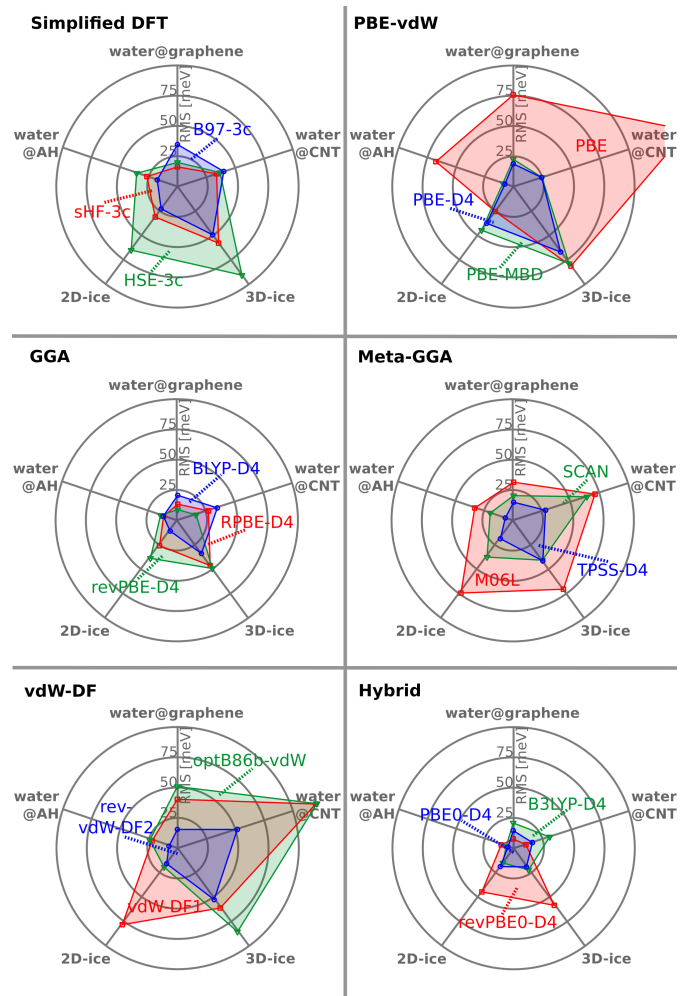 Simplified DFT
water@graphene
75
50
25
RMS [meV]
B97-3c
water
@AH
water
@CNT
sHF-3c
HSE-3c
2D-ice
3D-ice
PBE-vdW
water@graphene
75
50
25
RMS [meV]
PBE
water
@AH
water
@CNT
PBE-D4
PBE-MBD
2D-ice
3D-ice
GGA
water@graphene
75
50
25
RMS [meV]
BLYP-D4
water
@AH
water
@CNT
RPBE-D4
revPBE-D4
2D-ice
3D-ice
Meta-GGA
water@graphene
75
50
25
RMS [meV]
SCAN
water
@AH
water
@CNT
TPSS-D4
M06L
2D-ice
3D-ice
vdW-DF
water@graphene
75
50
25
RMS [meV]
optB86b-vdW
water
@AH
water
@CNT
rev-
vdW-DF2
vdW-DF1
2D-ice
3D-ice
Hybrid
water@graphene
75
50
25
RMS [meV]
PBE0-D4
B3LYP-D4
water
@AH
water
@CNT
revPBE0-D4
2D-ice
3D-ice